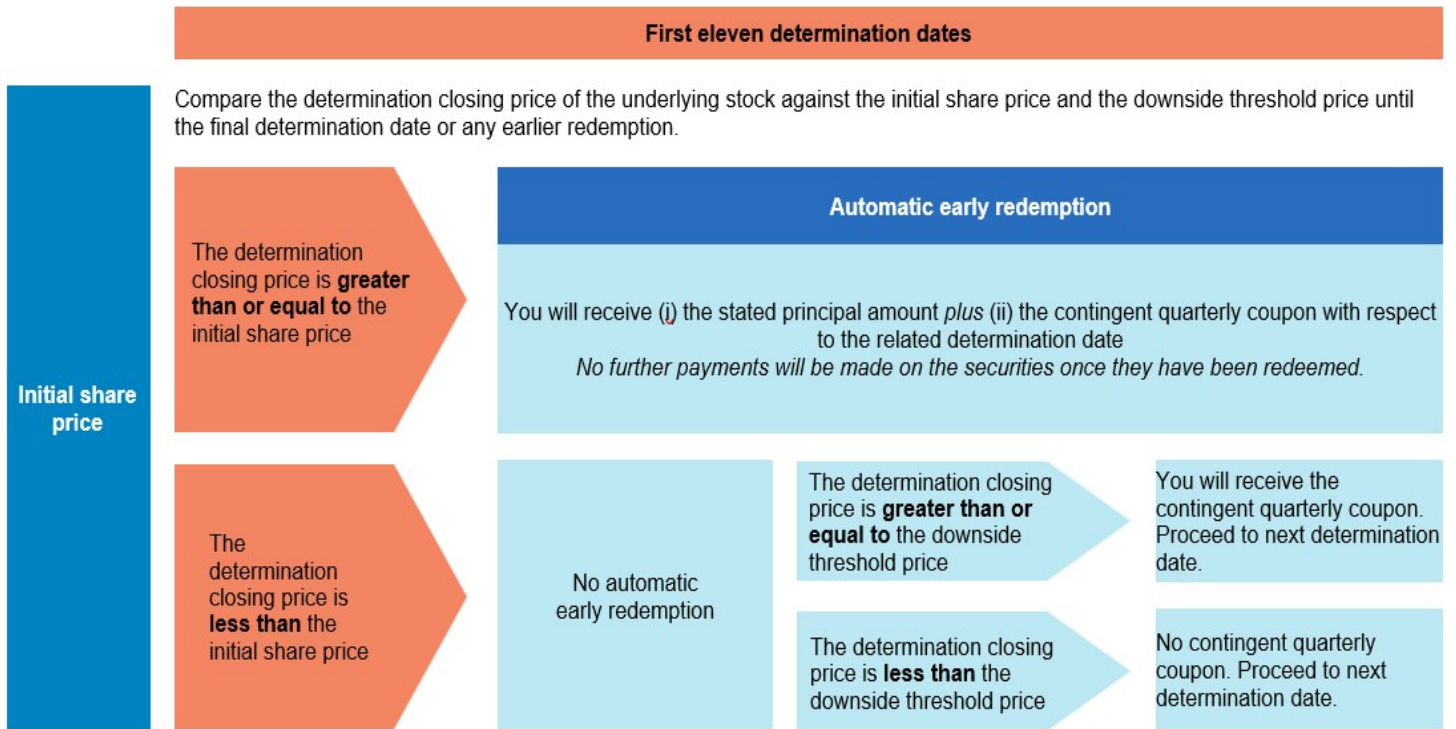 First eleven determination dates
Compare the determination closing price of the underlying stock against the initial share price and the downside threshold price until
the final determination date or any earlier redemption.
Initial share
price
The determination
closing price is greater
than or equal to the
initial share price
Automatic early redemption
You will receive (i) the stated principal amount plus (ii) the contingent quarterly coupon with respect
to the related determination date
No further payments will be made on the securities once they have been redeemed.
The
determination
closing price is
less than the
initial share price
No automatic
early redemption
The determination closing
price is greater than or
equal to the downside
threshold price
You will receive the
contingent quarterly coupon.
Proceed to next determination
date.
The determination closing
price is less than the
downside threshold price
No contingent quarterly
coupon. Proceed to next
determination date.